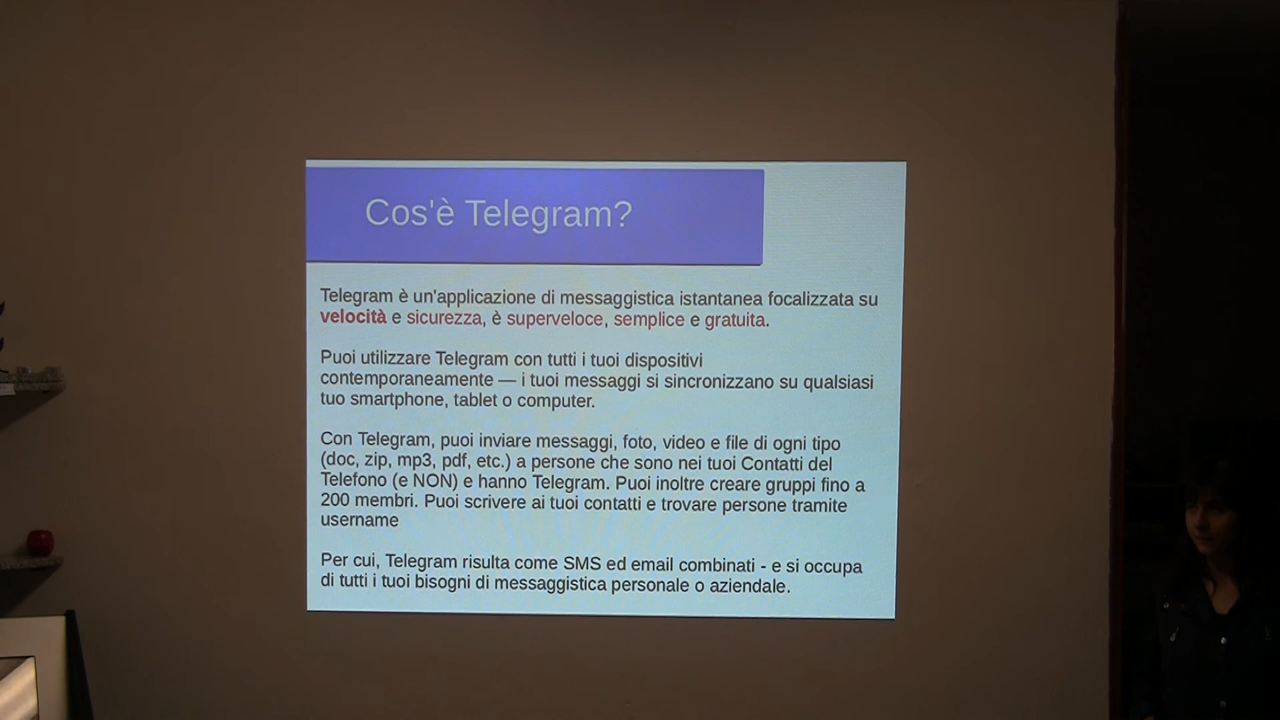 Cos'è Telegram?
Telegram è un'applicazione di messaggistica istantanea focalizzata su
velocità e sicurezza, è superveloce, semplice e gratuita.
Puoi utilizzare Telegram con tutti i tuoi dispositivi
contemporaneamente — i tuoi messaggi si sincronizzano su qualsiasi
tuo smartphone, tablet o computer.
Con Telegram, puoi inviare messaggi, foto, video e file di ogni tipo
(doc, zip, mp3, pdf, etc.) a persone che sono nei tuoi Contatti del
Telefono (e NON) e hanno Telegram. Puoi inoltre creare gruppi fino a
200 membri. Puoi scrivere ai tuoi contatti e trovare persone tramite
username
Per cui, Telegram risulta come SMS ed email combinati - e si occupa
di tutti i tuoi bisogni di messaggistica personale o aziendale.